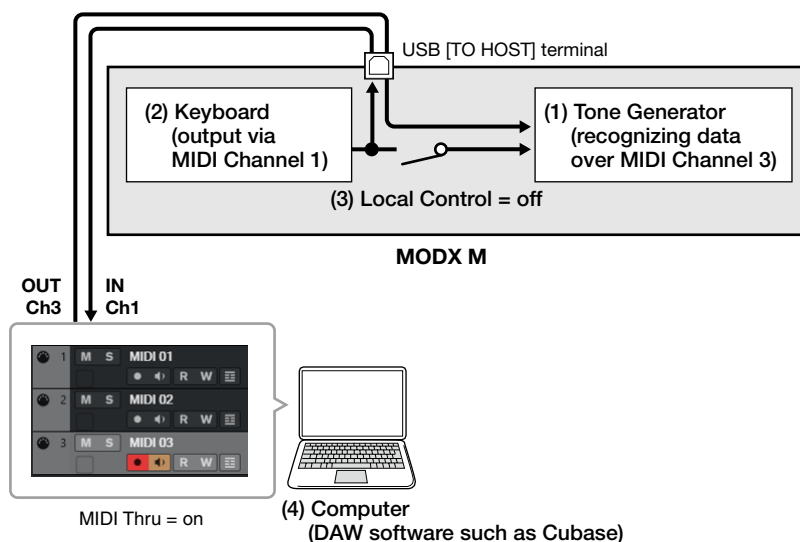 USB [TO HOST] terminal
(2) Keyboard
(output via
MIDI Channel 1)
(1) Tone Generator
(recognizing data
over MIDI Channel 3)
(3) Local Control = off
MODX M
OUT
Ch3
IN
Ch1
1 M S MIDI 01
R W
2 M S MIDI 02
R W
3 M S MIDI 03
R W
MIDI Thru = on
(4) Computer
(DAW software such as Cubase)